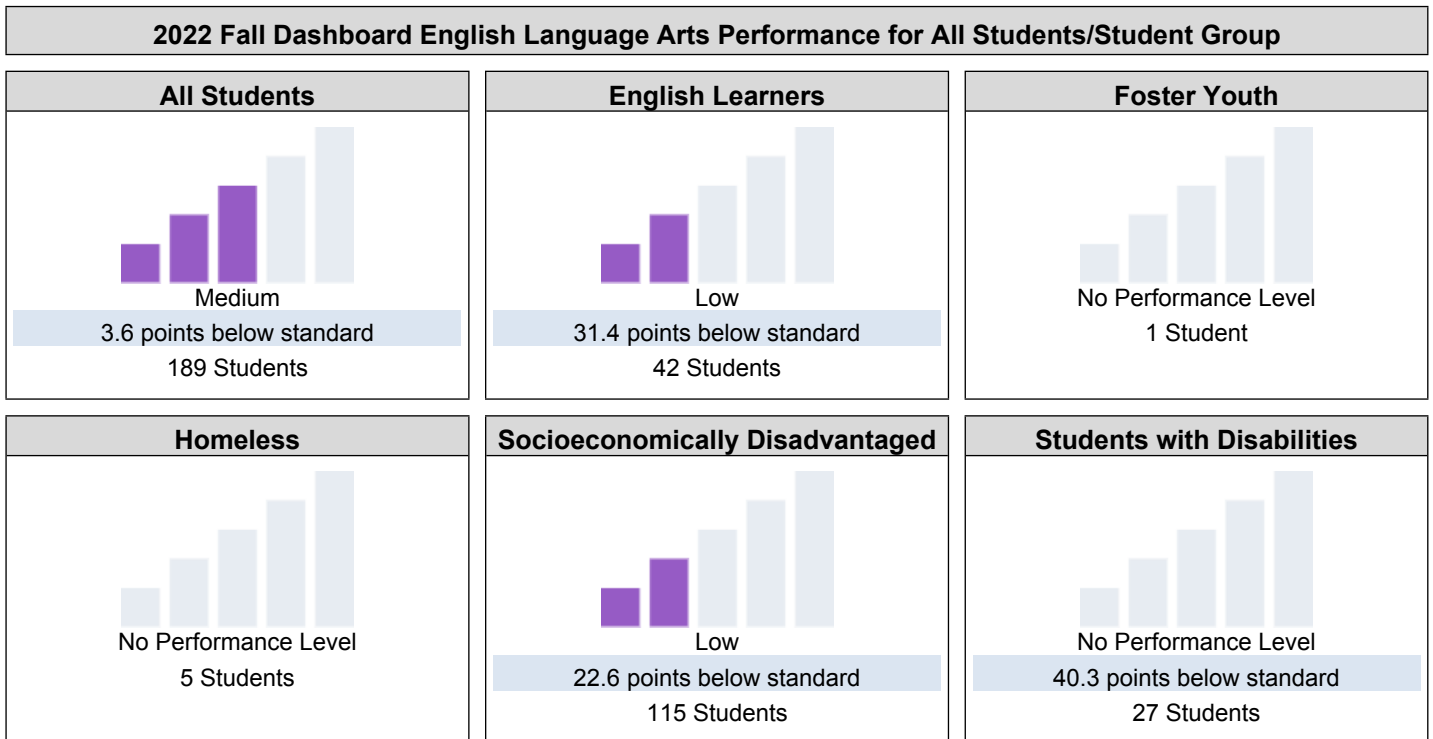 2022 Fall Dashboard English Language Arts Performance for All Students/Student Group
All Students
Medium
3.6 points below standard
189 Students
English Learners
Low
31.4 points below standard
42 Students
Foster Youth
No Performance Level
1 Student
Homeless
No Performance Level
5 Students
Socioeconomically Disadvantaged
Low
22.6 points below standard
115 Students
Students with Disabilities
No Performance Level
40.3 points below standard
27 Students